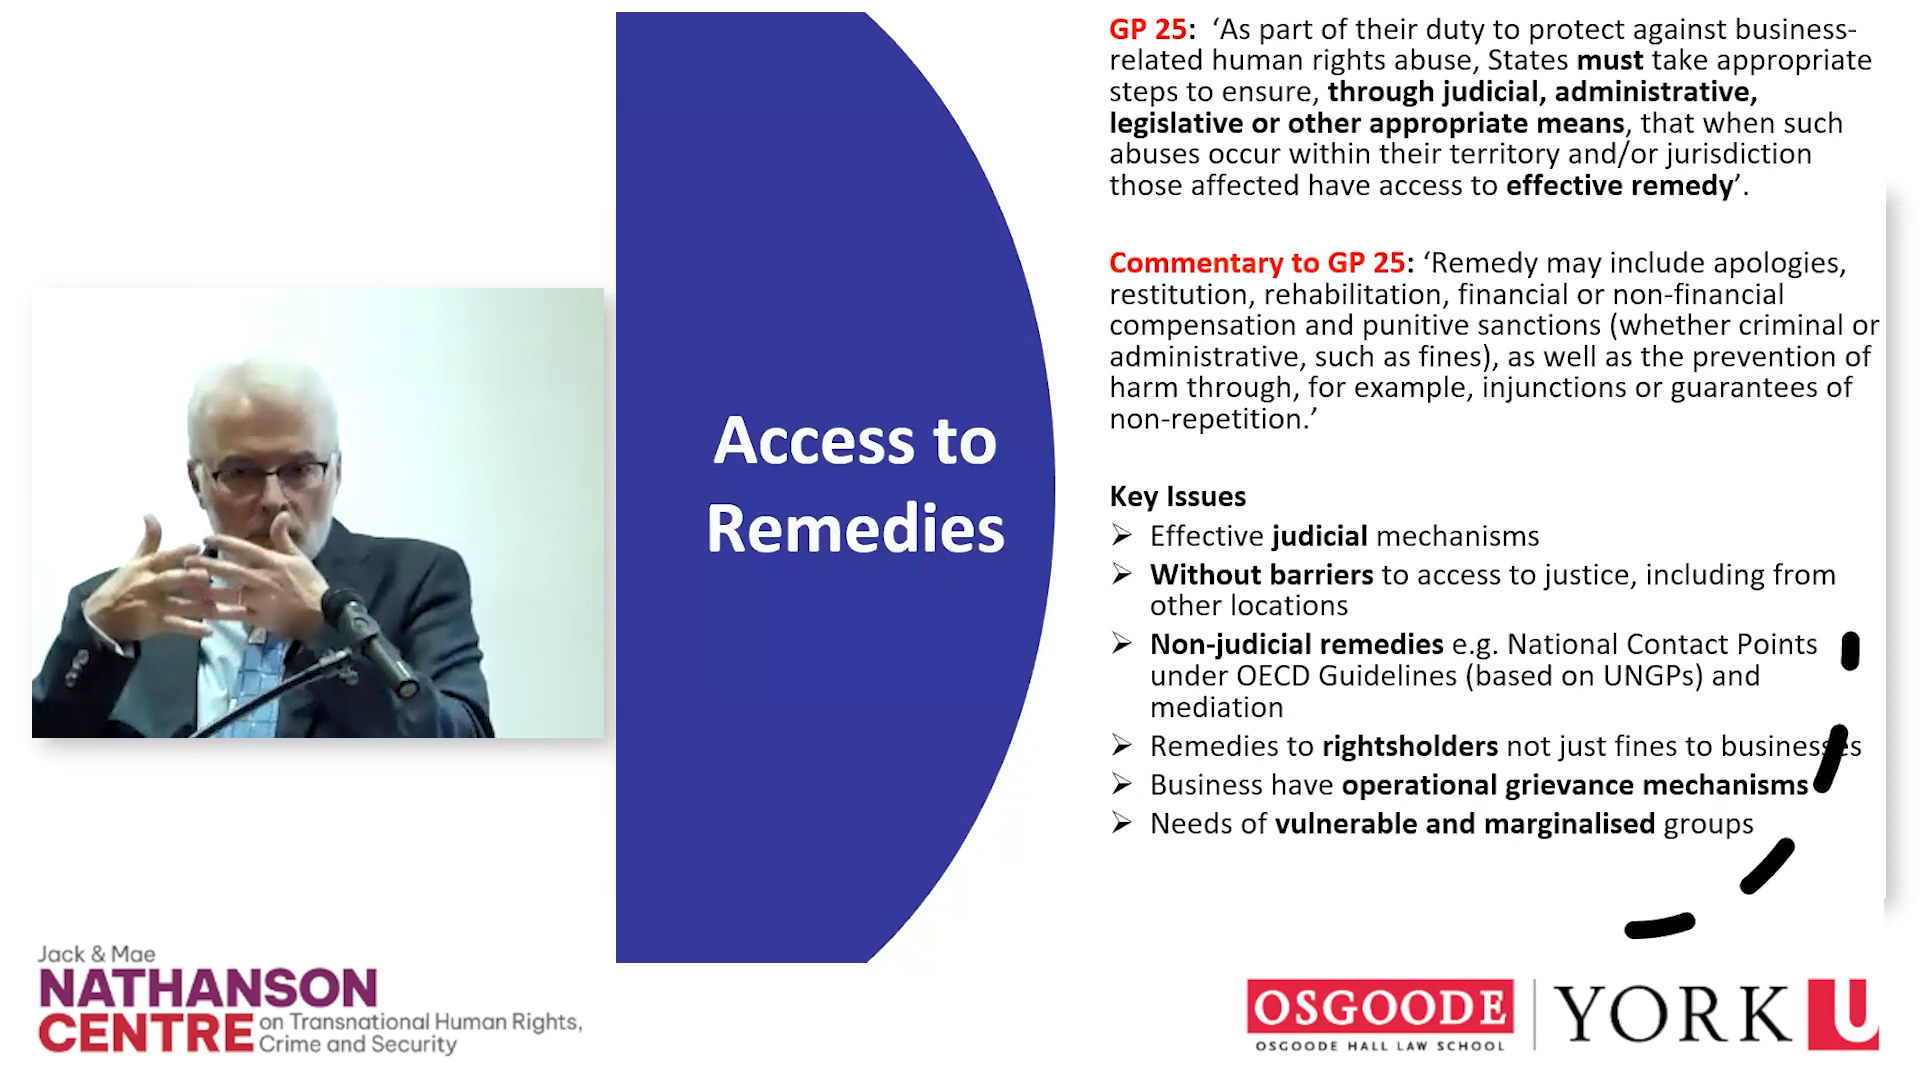 GP 25:  ‘As part of their duty to protect against business-
related human rights abuse, States must take appropriate
steps to ensure, through judicial, administrative,
legislative or other appropriate means, that when such
abuses occur within their territory and/or jurisdiction
those affected have access to effective remedy’.
Commentary to GP 25: ‘Remedy may include apologies,
restitution, rehabilitation, financial or non-financial
compensation and punitive sanctions (whether criminal or
administrative, such as fines), as well as the prevention of
harm through, for example, injunctions or guarantees of
non-repetition.’
Access to
Remedies
Key Issues
Effective judicial mechanisms
Without barriers to access to justice, including from
other locations
Non-judicial remedies e.g. National Contact Points
under OECD Guidelines (based on UNGPs) and
mediation
Remedies to rightsholders not just fines to businesses
Business have operational grievance mechanisms
Needs of vulnerable and marginalised groups
Jack & Mae
NATHANSON
CENTRE on Transnational Human Rights,
Crime and Security
OSGOODE
OSGOODE HALL LAW SCHOOL
YORK U